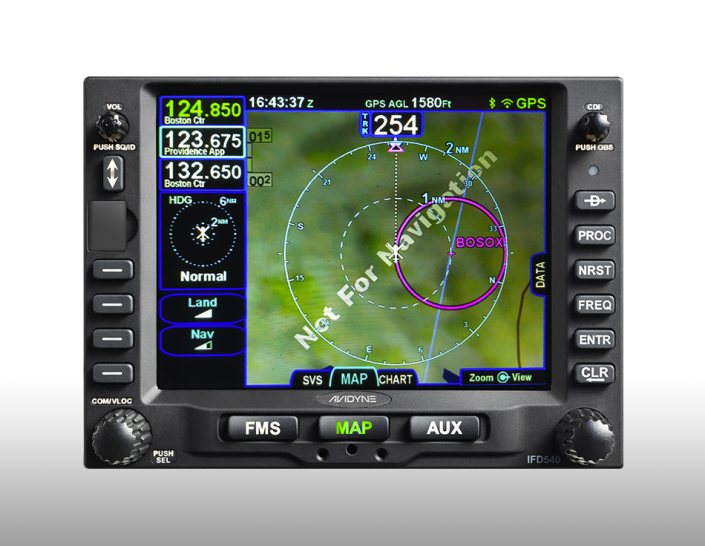 VOL
PUSH SQ/ID
124.850
Boston Ctr
123.675
Providence App
132.650
Boston Ctr
16:43:37 Z
GPS AGL 1580Ft
GPS
CDI
PUSH OBS
TRK
254
015
002
HDG
6NM
2NM
Normal
Land
Nav
24
W
2 NM
30
21
1 NM
33
S
BOSOX
15
N
E
6
3
Not For Navigation
DATA
D
PROC
NRST
FREQ
ENTR
CLR
SVS
MAP
CHART
Zoom
View
COM/VLOC
PUSH
SEL
AVIDYNE
FMS
MAP
AUX
IFD540